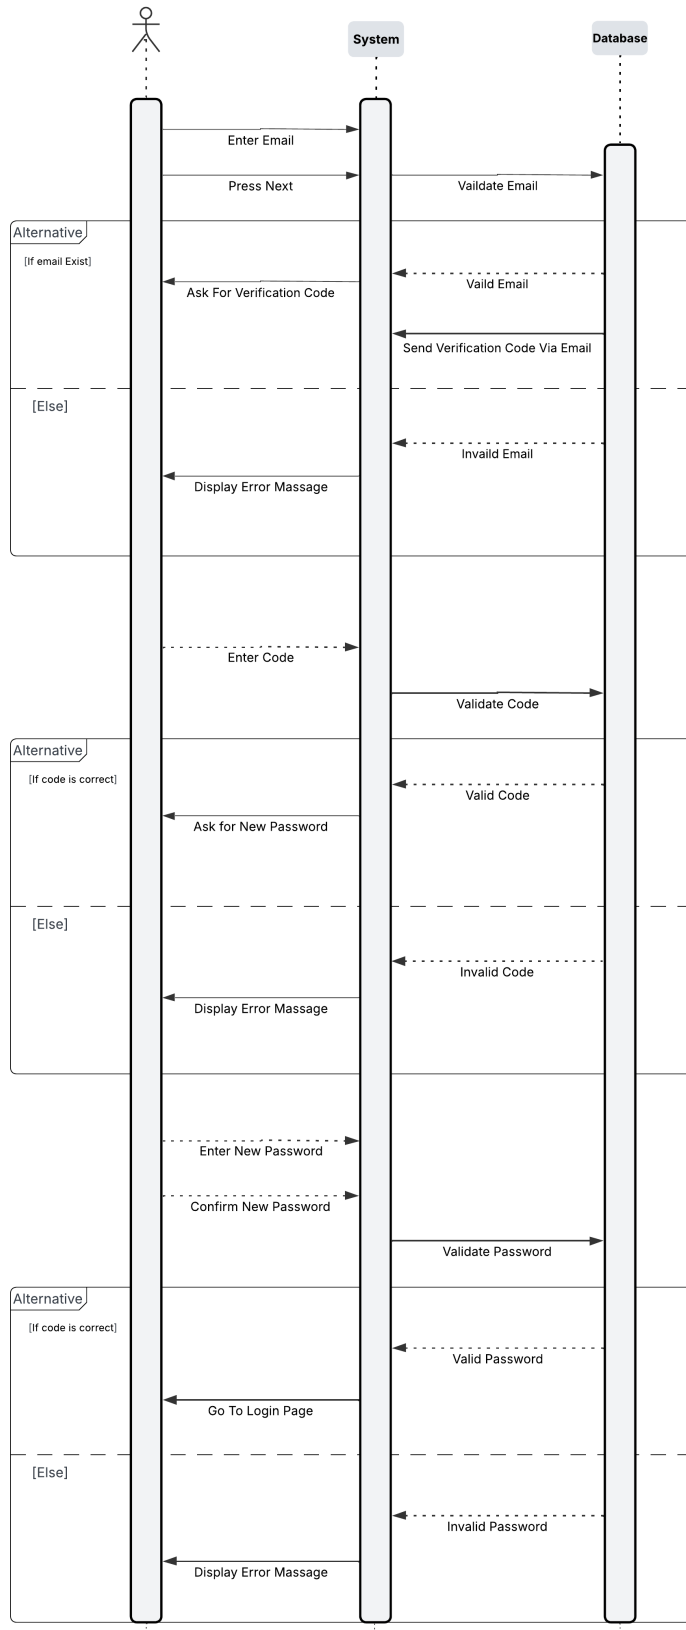 System
Database
Enter Email
Press Next
Vaildate Email
Alternative
[If email Exist]
Vaild Email
Ask For Verification Code
Send Verification Code Via Email
[Else]
Invaild Email
Display Error Massage
Enter Code
Validate Code
Alternative
[If code is correct]
Valid Code
Ask for New Password
[Else]
Invalid Code
Display Error Massage
Enter New Password
Confirm New Password
Validate Password
Alternative
[If code is correct]
Valid Password
Go To Login Page
[Else]
Invalid Password
Display Error Massage